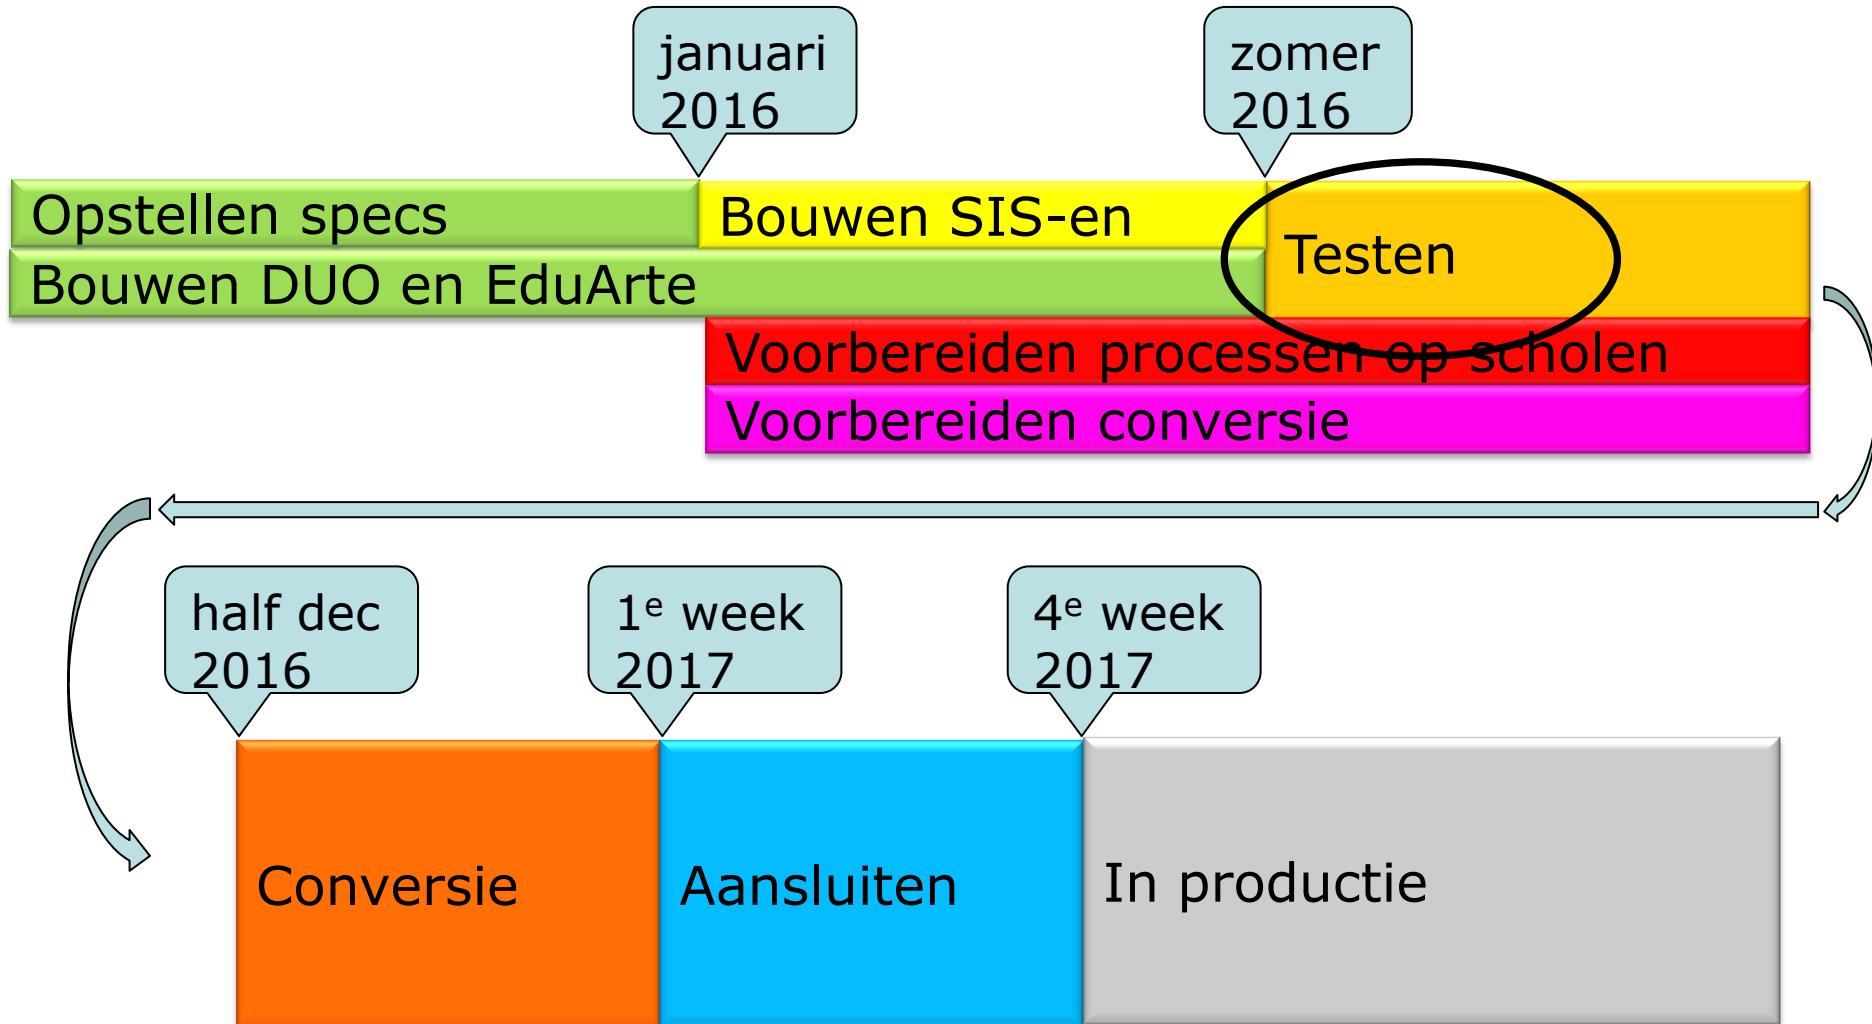 januari
2016
zomer
2016
Opstellen specs
Bouwen SIS-en
Testen
Bouwen DUO en EduArte
Voorbereiden processen op scholen
Voorbereiden conversie
half dec
2016
1e week
2017
4e week
2017
Conversie
Aansluiten
In productie